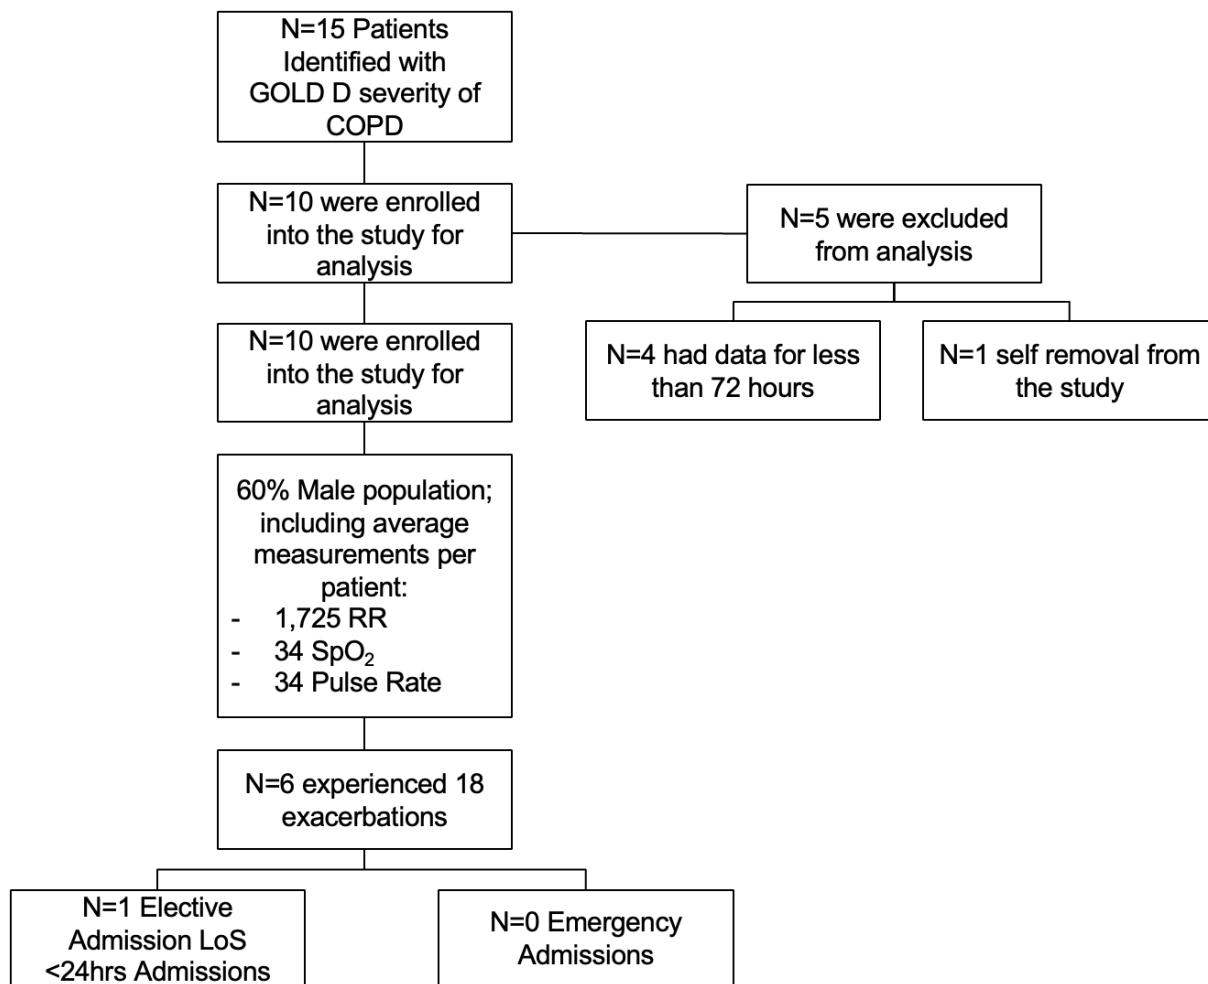 N=15 Patients
Identified with
GOLD D severity of
COPD
N=10 were enrolled
into the study for
analysis
N=5 were excluded
from analysis
N=10 were enrolled
into the study for
analysis
N=4 had data for less
than 72 hours
N=1 self removal from
the study
60% Male population;
including average
measurements per
patient:
- 1,725 RR
- 34 SpO₂
- 34 Pulse Rate
N=6 experienced 18
exacerbations
N=1 Elective
Admission LoS
<24hrs Admissions
N=0 Emergency
Admissions